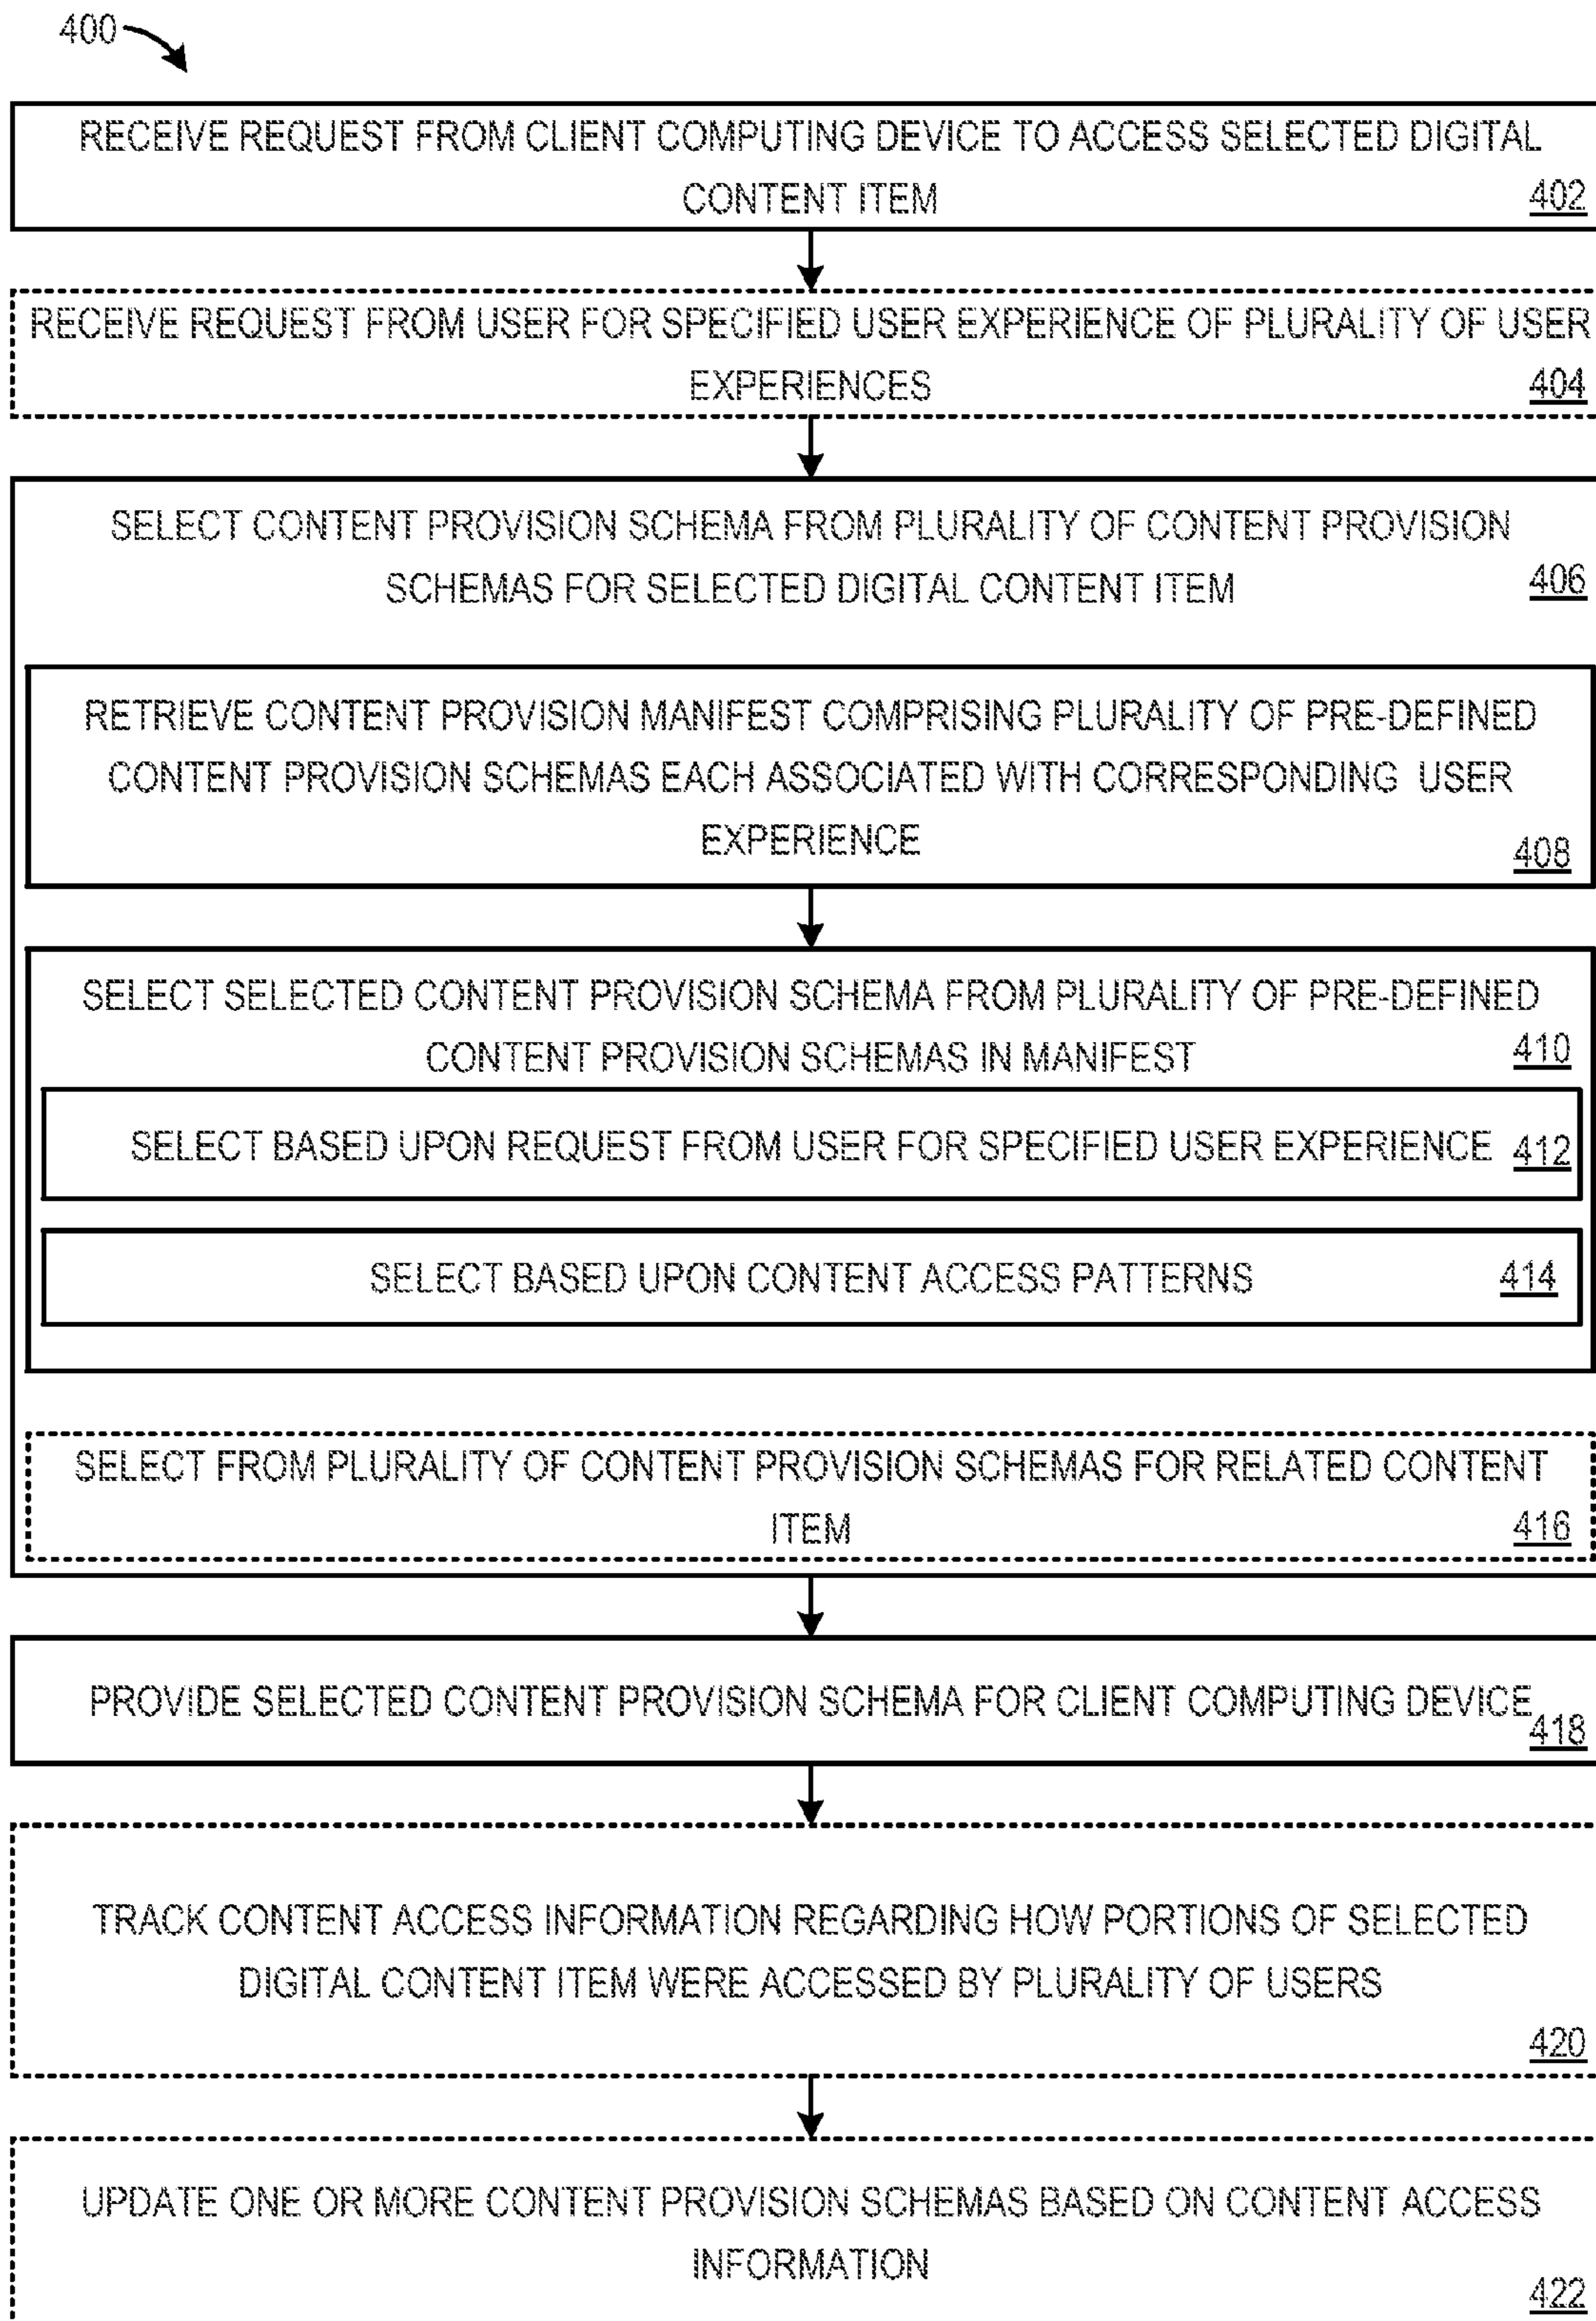 400
RECEIVE REQUEST FROM CLIENT COMPUTING DEVICE TO ACCESS SELECTED DIGITAL
CONTENT ITEM
402
RECEIVE REQUEST FROM USER FOR SPECIFIED USER EXPERIENCE OF PLURALITY OF USER
EXPERIENCES
404
SELECT CONTENT PROVISION SCHEMA FROM PLURALITY OF CONTENT PROVISION
SCHEMAS FOR SELECTED DIGITAL CONTENT ITEM
406
RETRIEVE CONTENT PROVISION MANIFEST COMPRISING PLURALITY OF PRE-DEFINED
CONTENT PROVISION SCHEMAS EACH ASSOCIATED WITH CORRESPONDING USER
EXPERIENCE
408
SELECT SELECTED CONTENT PROVISION SCHEMA FROM PLURALITY OF PRE-DEFINED
CONTENT PROVISION SCHEMAS IN MANIFEST
410
SELECT BASED UPON REQUEST FROM USER FOR SPECIFIED USER EXPERIENCE
412
SELECT BASED UPON CONTENT ACCESS PATTERNS
414
SELECT FROM PLURALITY OF CONTENT PROVISION SCHEMAS FOR RELATED CONTENT
ITEM
416
PROVIDE SELECTED CONTENT PROVISION SCHEMA FOR CLIENT COMPUTING DEVICE
418
TRACK CONTENT ACCESS INFORMATION REGARDING HOW PORTIONS OF SELECTED
DIGITAL CONTENT ITEM WERE ACCESSED BY PLURALITY OF USERS
420
UPDATE ONE OR MORE CONTENT PROVISION SCHEMAS BASED ON CONTENT ACCESS
INFORMATION
422